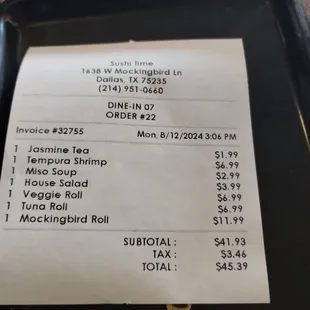 Sushi Time
1638 W Mockingbird Ln
Dallas, TX 75235
(214) 951-0660
DINE-IN 07
ORDER #22
Invoice #32755 Mon, 8/12/2024 3:06 PM
1 Jasmine Tea $1.99
1 Tempura Shrimp $6.99
1 Miso Soup $2.99
1 House Salad $3.99
1 Veggie Roll $6.99
1 Tuna Roll $6.99
1 Mockingbird Roll $11.99
SUBTOTAL : $41.93
TAX : $3.46
TOTAL : $45.39